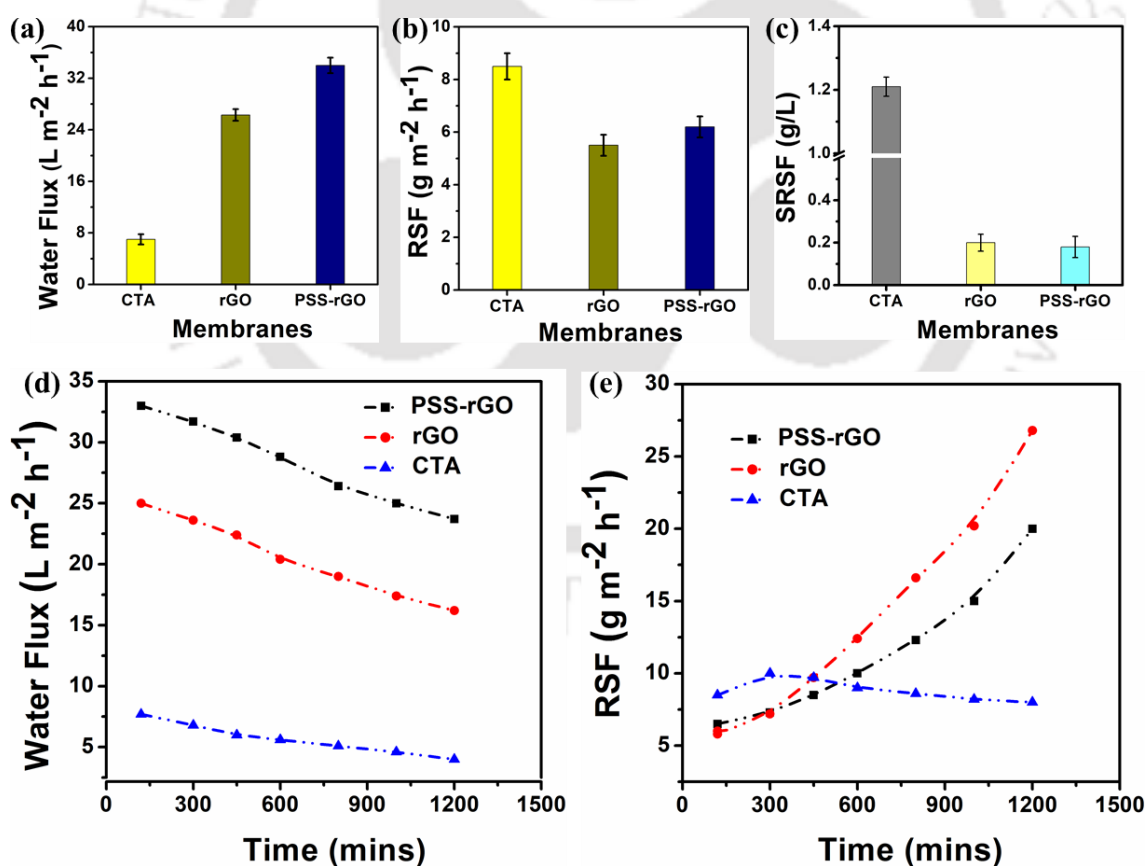 (a)
Water Flux (L m⁻² h⁻¹)
40
32
24
16
8
0
CTA rGO PSS-rGO
Membranes
(b)
RSF (g m⁻² h⁻¹)
10
8
6
4
2
0
CTA rGO PSS-rGO
Membranes
(c)
SRSF (g/L)
1.2
1.0
0.4
0.2
0.0
CTA rGO PSS-rGO
Membranes
(d)
Water Flux (L m⁻² h⁻¹)
35
30
25
20
15
10
5
PSS-rGO
rGO
CTA
0 300 600 900 1200 1500
Time (mins)
(e)
RSF (g m⁻² h⁻¹)
30
25
20
15
10
5
PSS-rGO
rGO
CTA
0 300 600 900 1200 1500
Time (mins)